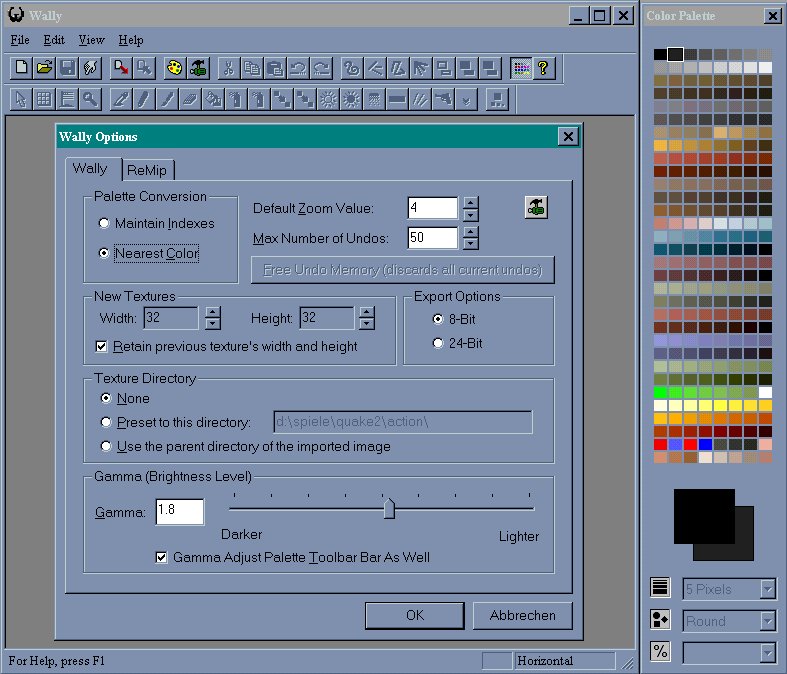 Wally
Color Palette
File Edit View Help
Wally Options
Wally ReMip
Palette Conversion
Maintain Indexes
Nearest Color
Default Zoom Value: 4
Max Number of Undos: 50
Free Undo Memory (discards all current undos)
New Textures
Width: 32 Height: 32
Retain previous texture's width and height
Export Options
8-Bit
24-Bit
Texture Directory
None
Preset to this directory: d:\spiele\quake2\action\
Use the parent directory of the imported image
Gamma (Brightness Level)
Gamma: 1.8
Darker Lighter
Gamma Adjust Palette Toolbar Bar As Well
OK Abbrechen
5 Pixels
Round
%
For Help, press F1 Horizontal